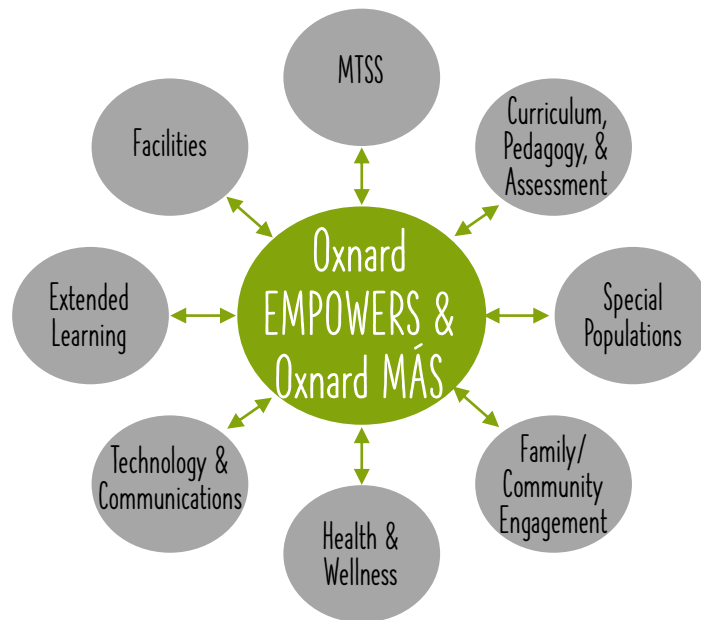 MTSS
Curriculum,
Pedagogy, &
Assessment
Special
Populations
Family/
Community
Engagement
Health &
Wellness
Technology &
Communications
Extended
Learning
Facilities
Oxnard
EMPOWERS &
Oxnard MÁS